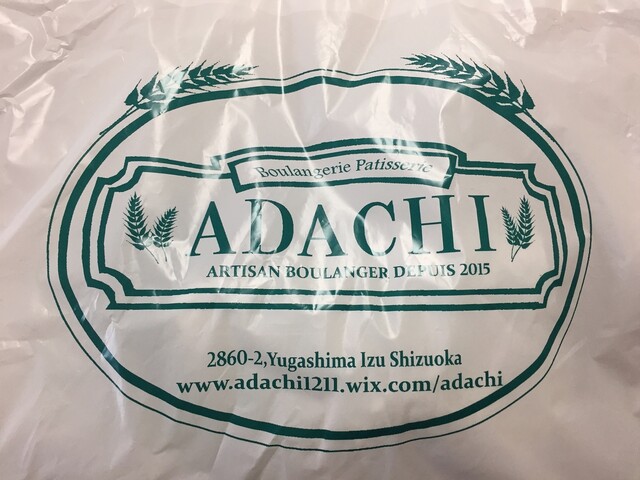 Boulangerie Patisserie
ADACHI
ARTISAN BOULANGER DEPUIS 2015
2860-2,Yugashima Izu Shizuoka
www.adachi1211.wix.com/adachi